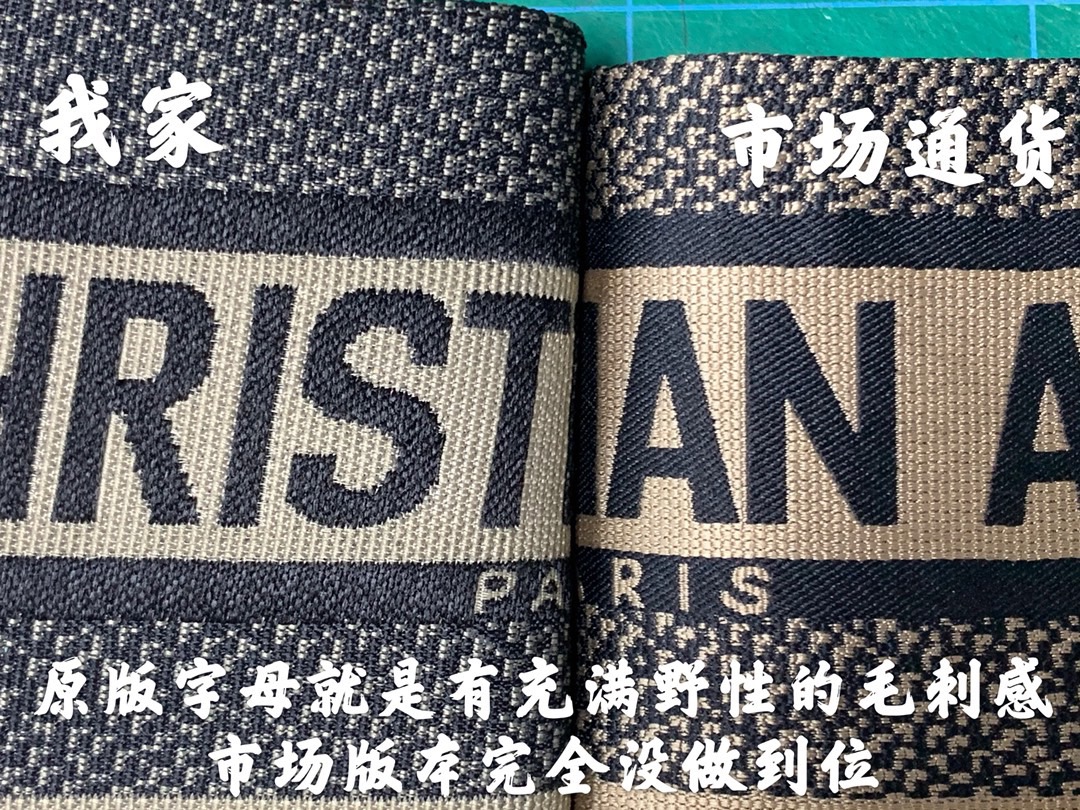 我家
市场通货
HRIST
IAN A
PARIS
原版字母就是有充满野性的毛利感
市场版本完全没做到位